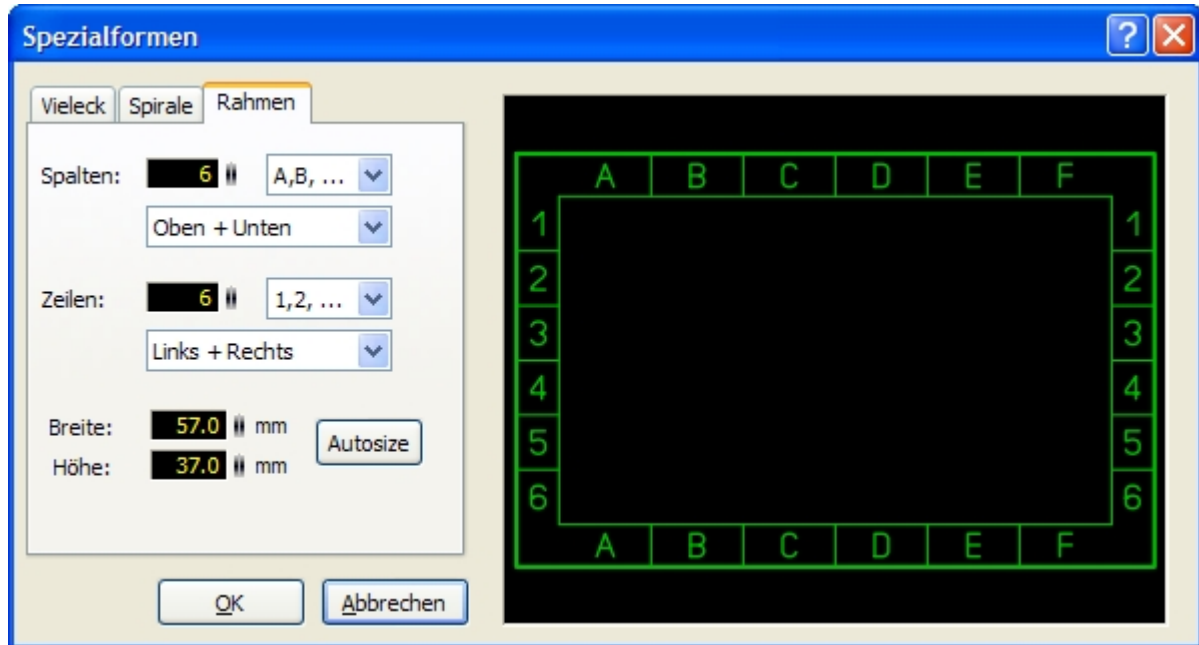 Spezialformen
Vieleck Spirale Rahmen
Spalten: 6 A,B, ...
Oben + Unten
Zeilen: 6 1,2, ...
Links + Rechts
Breite: 57.0 mm
Höhe: 37.0 mm
Autosize
OK Abbrechen
A B C D E F
1 1
2 2
3 3
4 4
5 5
6 6
A B C D E F